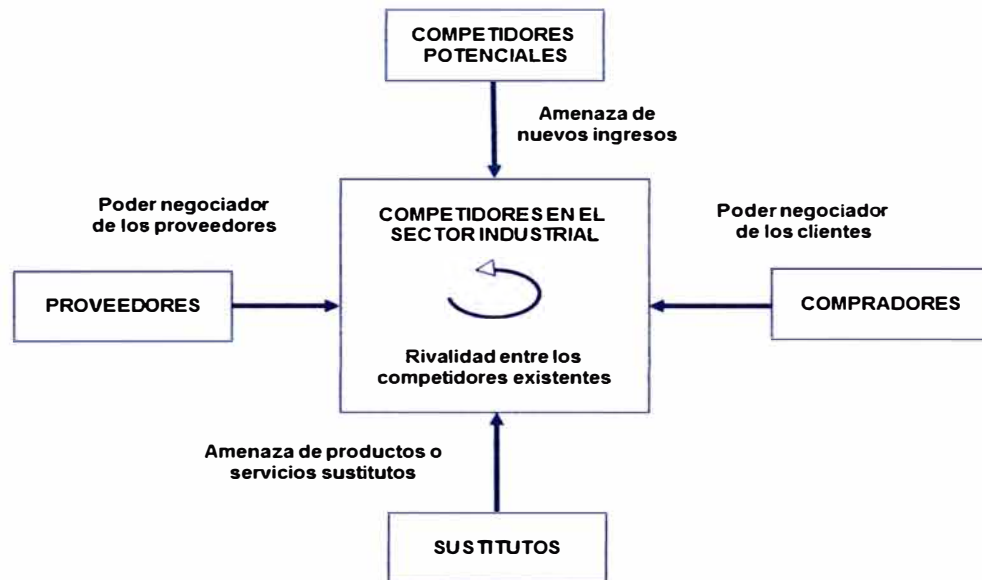 COMPETIDORES
POTENCIALES
Amenaza de
nuevos ingresos
Poder negociador
de los proveedores
COMPETIDORES EN EL
SECTOR INDUSTRIAL
Poder negociador
de los clientes
PROVEEDORES
COMPRADORES
Rivalidad entre los
competidores existentes
Amenaza de productos o
servicios sustitutos
SUSTITUTOS